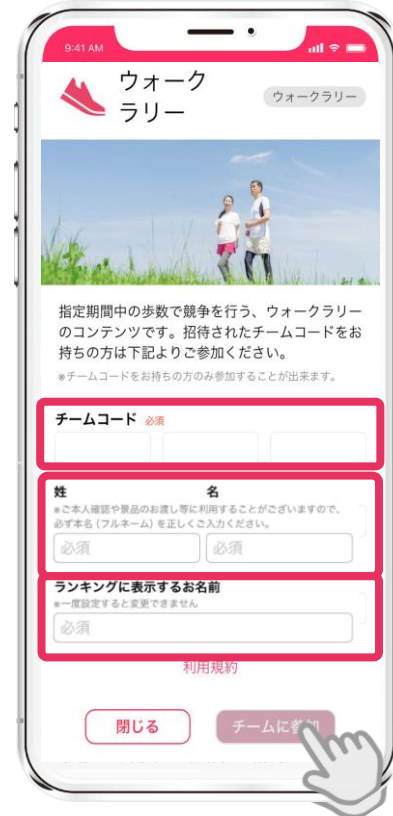 9:41 AM
ウォーク
ラリー
ウォークラリー
指定期間中の歩数で競争を行う、ウォークラリー
のコンテンツです。招待されたチームコードをお
持ちの方は下記よりご参加ください。
※チームコードをお持ちの方のみ参加することが出来ます。
チームコード 必須
姓 名
※ご本人確認や景品のお渡し等に利用することがございますので、
必ず本名(フルネーム)を正しくご入力ください。
必須 必須
ランキングに表示するお名前
※一度設定すると変更できません
必須
利用規約
閉じる チームに参加